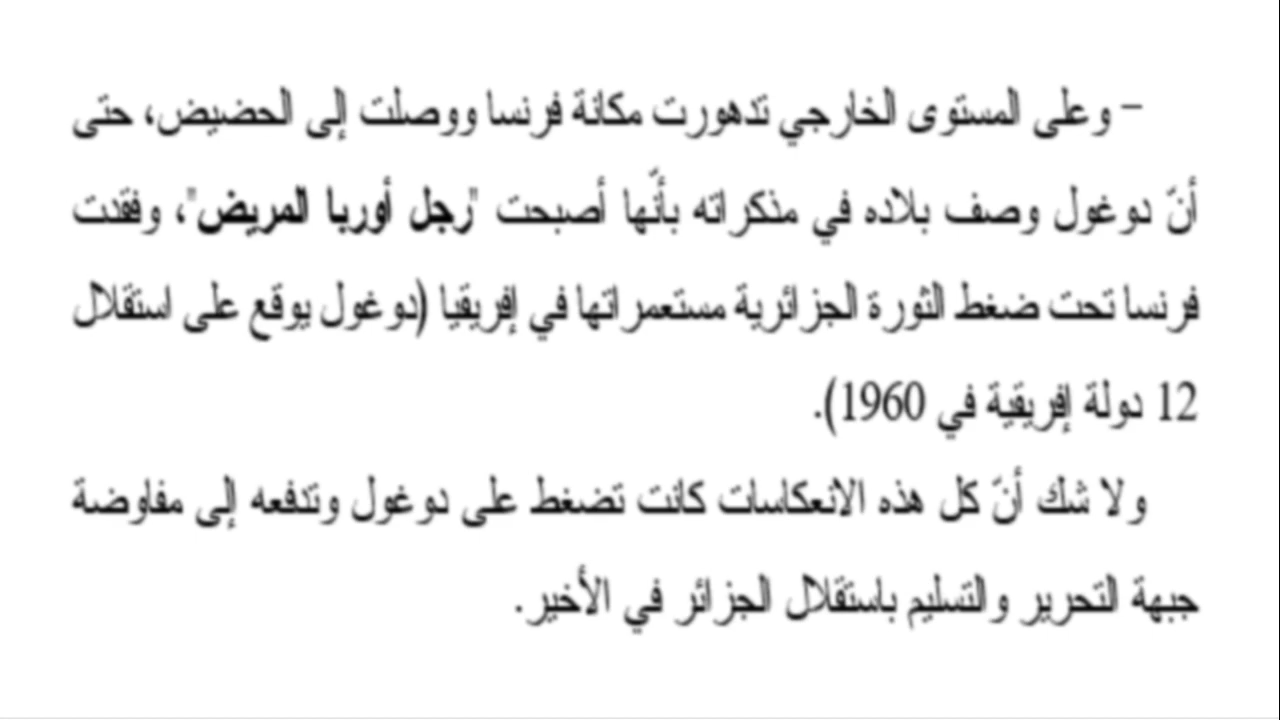 – وعلى المستوى الخارجي تدهورت مكانة فرنسا ووصلت إلى الحضيض، حتى
أنّ دوغول وصف بلاده في مذكراته بأنّها أصبحت "رجل أوربا المريض"، وفقدت
فرنسا تحت ضغط الثورة الجزائرية مستعمراتها في إفريقيا (دوغول يوقع على استقلال
12 دولة إفريقية في 1960).
ولا شك أنّ كل هذه الانعكاسات كانت تضغط على دوغول وتدفعه إلى مفاوضة
جبهة التحرير والتسليم باستقلال الجزائر في الأخير.